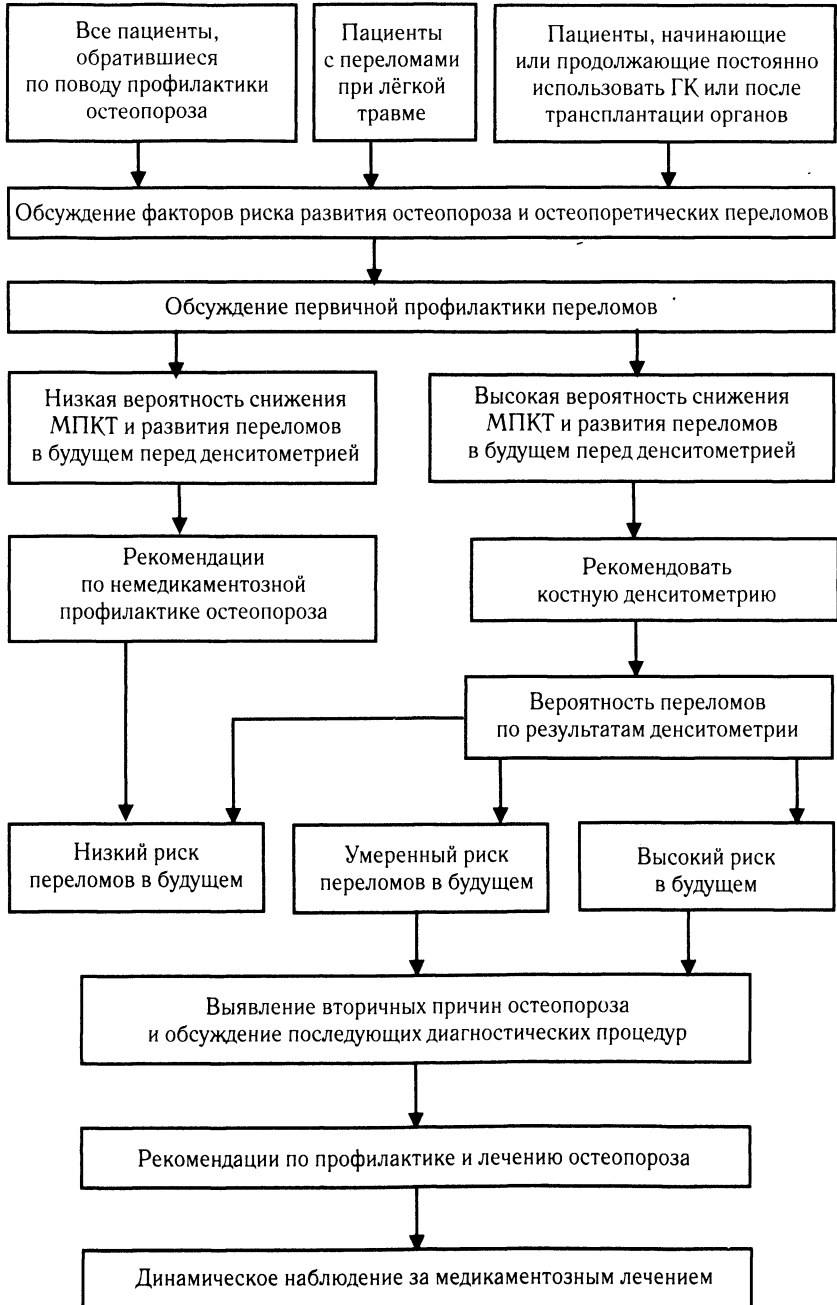 Все пациенты,
обратившиеся
по поводу профилактики
остеопороза
Пациенты
с переломами
при лёгкой
травме
Пациенты, начинающие
или продолжающие постоянно
использовать ГК или после
трансплантации органов
Обсуждение факторов риска развития остеопороза и остеопоретических переломов
Обсуждение первичной профилактики переломов
Низкая вероятность снижения
МПКТ и развития переломов
в будущем перед денситометрией
Высокая вероятность снижения
МПКТ и развития переломов
в будущем перед денситометрией
Рекомендации
по немедикаментозной
профилактике остеопороза
Рекомендовать
костную денситометрию
Вероятность переломов
по результатам денситометрии
Низкий риск
переломов в будущем
Умеренный риск
переломов в будущем
Высокий риск
в будущем
Выявление вторичных причин остеопороза
и обсуждение последующих диагностических процедур
Рекомендации по профилактике и лечению остеопороза
Динамическое наблюдение за медикаментозным лечением